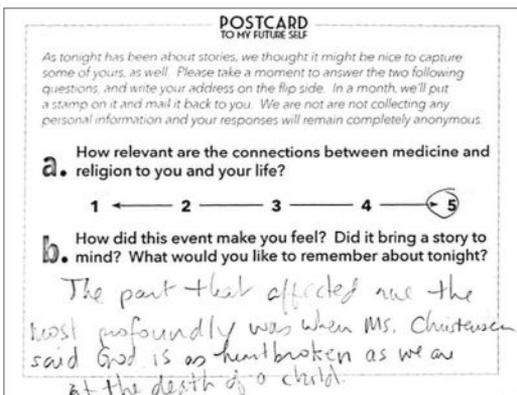 POSTCARD
TO MY FUTURE SELF
As tonight has been about stories, we thought it might be nice to capture
some of yours, as well. Please take a moment to answer the two following
questions, and write your address on the flip side. In a month, we'll put
a stamp on it and mail it back to you. We are not are not collecting any
personal information and your responses will remain completely anonymous.
a. How relevant are the connections between medicine and
religion to you and your life?
1 2 3 4 5
b. How did this event make you feel? Did it bring a story to
mind? What would you like to remember about tonight?
The part that affected me the
most profoundly was when Ms. Christensen
said God is as heartbroken as we are
at the death of a child.